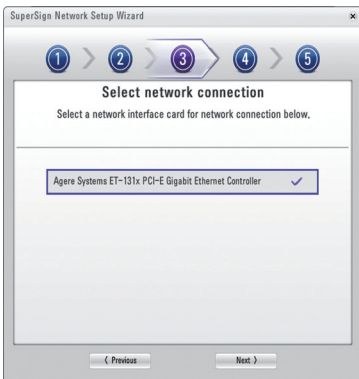 SuperSign Network Setup Wizard ×
1 > 2 > 3 > 4 > 5
Select network connection
Select a network interface card for network connection below.
Agere Systems ET-131x PCI-E Gigabit Ethernet Controller ✓
< Previous Next >